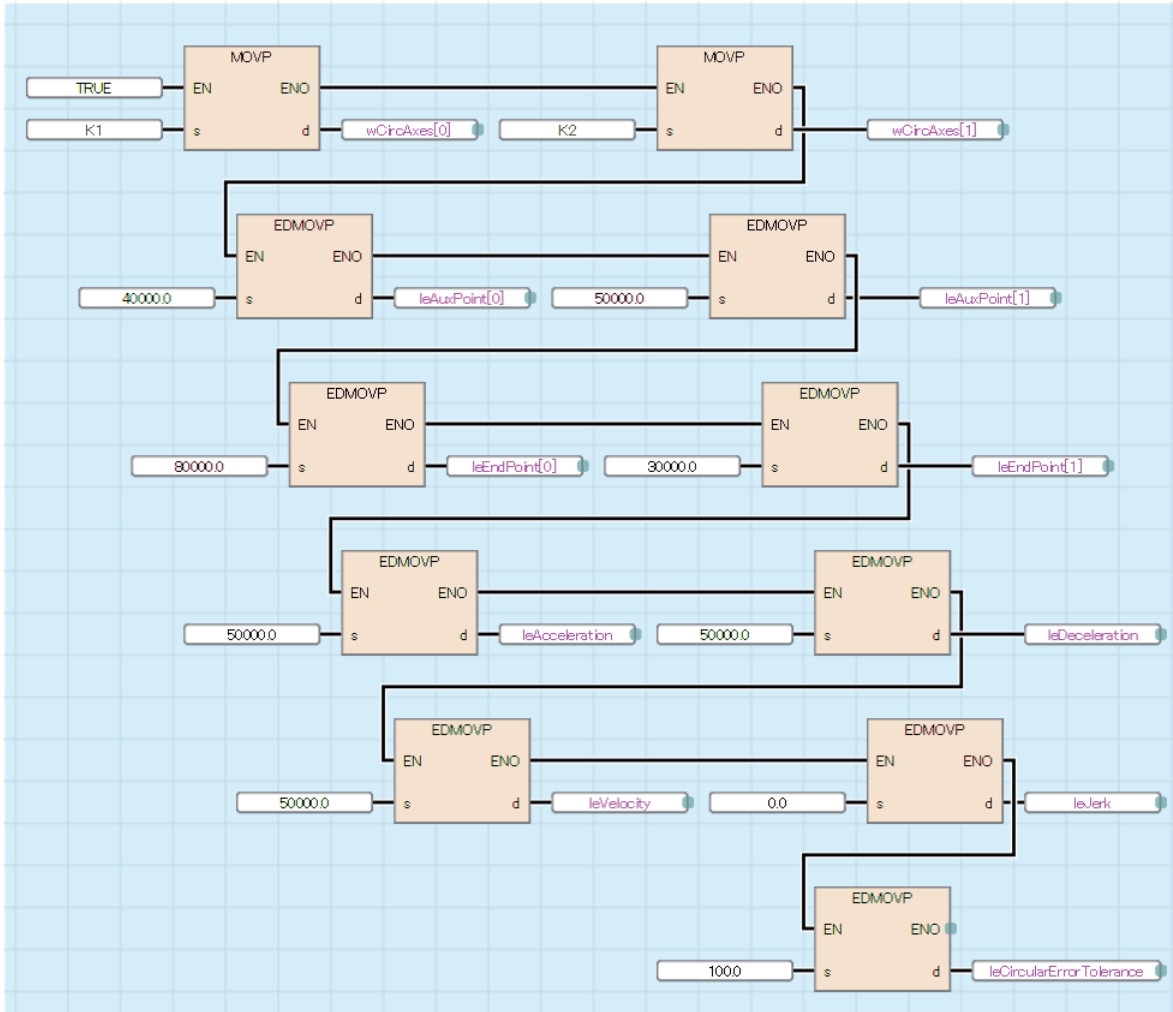 MOVP MOVP
TRUE EN ENO EN ENO
K1 s d wCircAxes[0] K2 s d wCircAxes[1]
EDMOVP EDMOVP
EN ENO EN ENO
40000.0 s d leAuxPoint[0] 50000.0 s d leAuxPoint[1]
EDMOVP EDMOVP
EN ENO EN ENO
80000.0 s d leEndPoint[0] 30000.0 s d leEndPoint[1]
EDMOVP EDMOVP
EN ENO EN ENO
50000.0 s d leAcceleration 50000.0 s d leDeceleration
EDMOVP EDMOVP
EN ENO EN ENO
50000.0 s d leVelocity 0.0 s d leJerk
EDMOVP
EN ENO
100.0 s d leCircularErrorTolerance